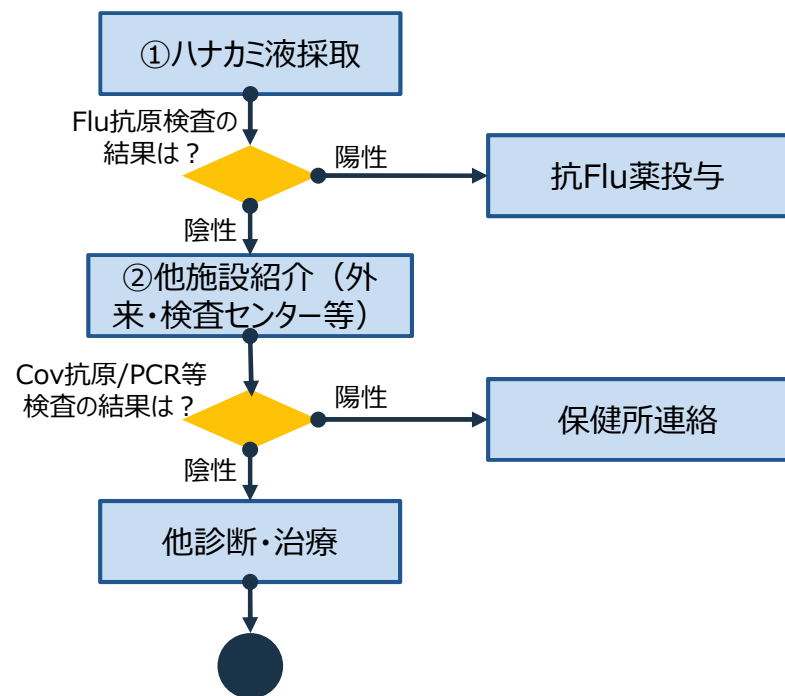 ①ハナカミ液採取
Flu抗原検査の
結果は？
陽性
抗Flu薬投与
陰性
②他施設紹介（外
来・検査センター等）
Cov抗原/PCR等
検査の結果は？
陽性
保健所連絡
陰性
他診断・治療